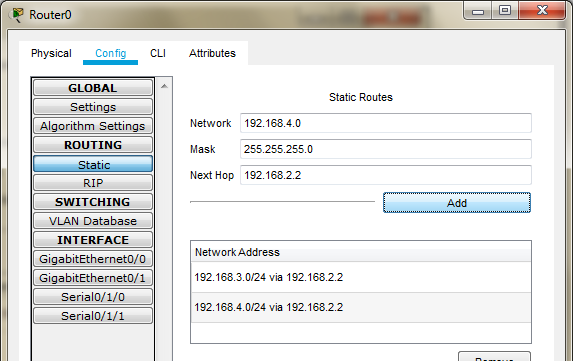 Router0
Physical Config CLI Attributes
GLOBAL
Settings
Algorithm Settings
ROUTING
Static
RIP
SWITCHING
VLAN Database
INTERFACE
GigabitEthernet0/0
GigabitEthernet0/1
Serial0/1/0
Serial0/1/1
Static Routes
Network 192.168.4.0
Mask 255.255.255.0
Next Hop 192.168.2.2
Add
Network Address
192.168.3.0/24 via 192.168.2.2
192.168.4.0/24 via 192.168.2.2